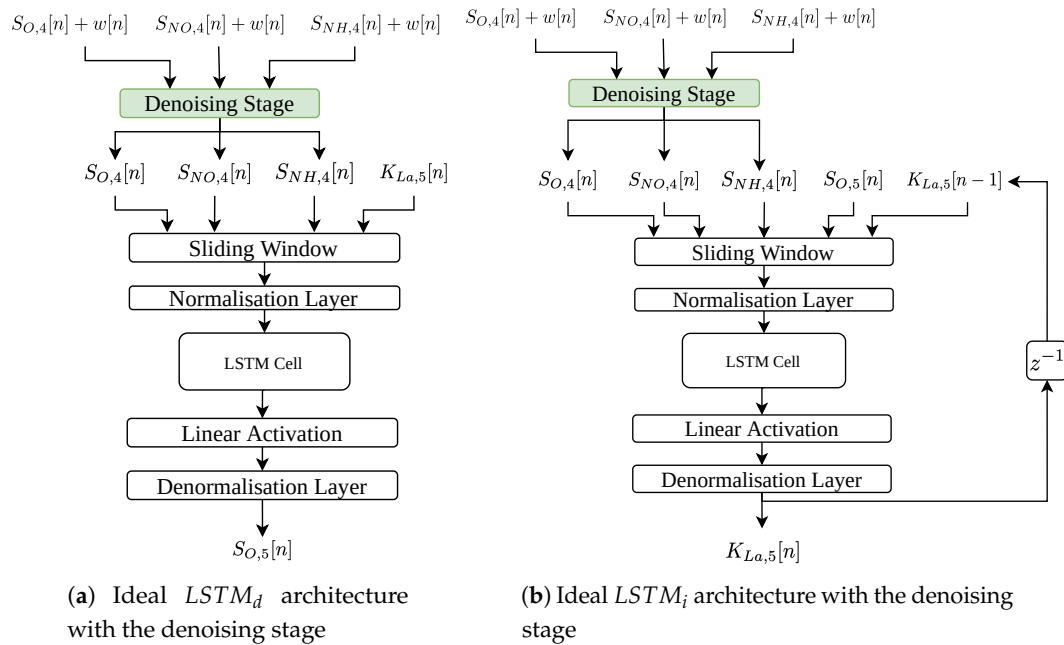 S_{O,4}[n] + w[n] S_{NO,4}[n] + w[n] S_{NH,4}[n] + w[n]
Denoising Stage
S_{O,4}[n] S_{NO,4}[n] S_{NH,4}[n] K_{La,5}[n]
Sliding Window
Normalisation Layer
LSTM Cell
Linear Activation
Denormalisation Layer
S_{O,5}[n]
(a) Ideal LSTM_d architecture
with the denoising stage
S_{O,4}[n] + w[n] S_{NO,4}[n] + w[n] S_{NH,4}[n] + w[n]
Denoising Stage
S_{O,4}[n] S_{NO,4}[n] S_{NH,4}[n] S_{O,5}[n] K_{La,5}[n − 1]
Sliding Window
Normalisation Layer
LSTM Cell
z^{−1}
Linear Activation
Denormalisation Layer
K_{La,5}[n]
(b) Ideal LSTM_i architecture with the denoising
stage